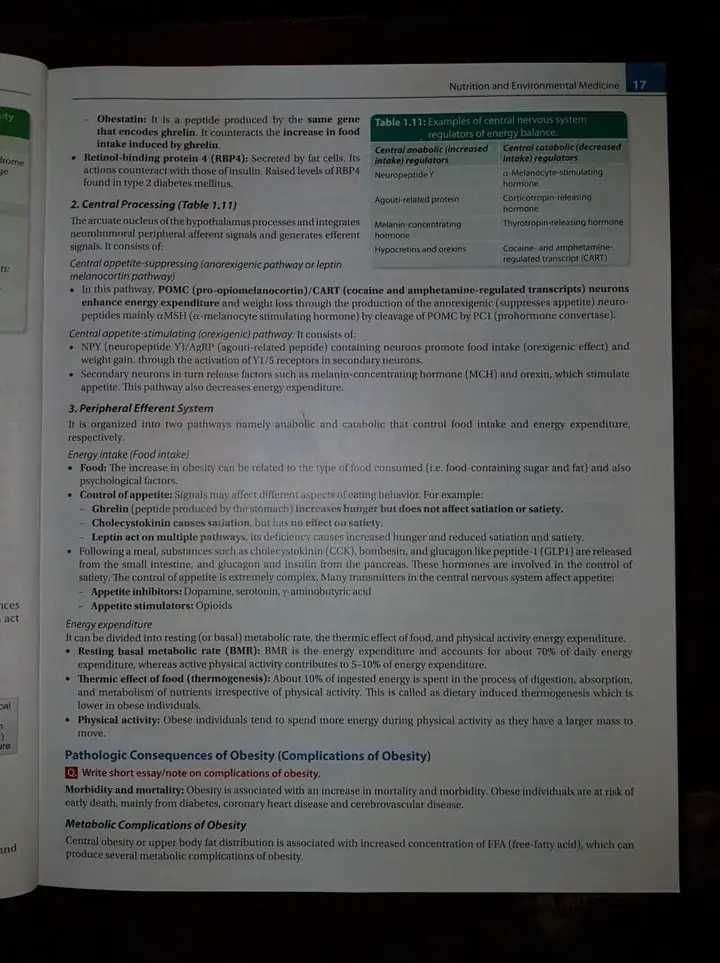 Nutrition and Environmental Medicine 17
– Obestatin: It is a peptide produced by the same gene
that encodes ghrelin. It counteracts the increase in food
intake induced by ghrelin.
• Retinol-binding protein 4 (RBP4): Secreted by fat cells. Its
actions counteract with those of insulin. Raised levels of RBP4
found in type 2 diabetes mellitus.
2. Central Processing (Table 1.11)
The arcuate nucleus of the hypothalamus processes and integrates
neurohumoral peripheral afferent signals and generates efferent
signals. It consists of:
Central appetite-suppressing (anorexigenic pathway or leptin
melanocortin pathway)
Table 1.11: Examples of central nervous system
regulators of energy balance.
Central anabolic (increased Central catabolic (decreased
intake) regulators intake) regulators
Neuropeptide Y α-Melanocyte-stimulating
hormone
Agouti-related protein Corticotropin-releasing
hormone
Melanin-concentrating Thyrotropin-releasing hormone
hormone
Hypocretins and orexins Cocaine- and amphetamine-
regulated transcript (CART)
• In this pathway, POMC (pro-opiomelanocortin)/CART (cocaine and amphetamine-regulated transcripts) neurons
enhance energy expenditure and weight loss through the production of the anorexigenic (suppresses appetite) neuro-
peptides mainly αMSH (α-melanocyte stimulating hormone) by cleavage of POMC by PC1 (prohormone convertase).
Central appetite-stimulating (orexigenic) pathway: It consists of:
• NPY (neuropeptide Y)/AgRP (agouti-related peptide) containing neurons promote food intake (orexigenic effect) and
weight gain, through the activation of Y1/5 receptors in secondary neurons.
• Secondary neurons in turn release factors such as melanin-concentrating hormone (MCH) and orexin, which stimulate
appetite. This pathway also decreases energy expenditure.
3. Peripheral Efferent System
It is organized into two pathways namely anabolic and catabolic that control food intake and energy expenditure,
respectively.
Energy intake (Food intake)
• Food: The increase in obesity can be related to the type of food consumed (i.e. food-containing sugar and fat) and also
psychological factors.
• Control of appetite: Signals may affect different aspects of eating behavior. For example:
– Ghrelin (peptide produced by the stomach) increases hunger but does not affect satiation or satiety.
– Cholecystokinin causes satiation, but has no effect on satiety.
– Leptin act on multiple pathways, its deficiency causes increased hunger and reduced satiation and satiety.
• Following a meal, substances such as cholecystokinin (CCK), bombesin, and glucagon like peptide-1 (GLP1) are released
from the small intestine, and glucagon and insulin from the pancreas. These hormones are involved in the control of
satiety. The control of appetite is extremely complex. Many transmitters in the central nervous system affect appetite:
– Appetite inhibitors: Dopamine, serotonin, γ-aminobutyric acid
– Appetite stimulators: Opioids
Energy expenditure
It can be divided into resting (or basal) metabolic rate, the thermic effect of food, and physical activity energy expenditure.
• Resting basal metabolic rate (BMR): BMR is the energy expenditure and accounts for about 70% of daily energy
expenditure, whereas active physical activity contributes to 5–10% of energy expenditure.
• Thermic effect of food (thermogenesis): About 10% of ingested energy is spent in the process of digestion, absorption,
and metabolism of nutrients irrespective of physical activity. This is called as dietary induced thermogenesis which is
lower in obese individuals.
• Physical activity: Obese individuals tend to spend more energy during physical activity as they have a larger mass to
move.
Pathologic Consequences of Obesity (Complications of Obesity)
Q. Write short essay/note on complications of obesity.
Morbidity and mortality: Obesity is associated with an increase in mortality and morbidity. Obese individuals are at risk of
early death, mainly from diabetes, coronary heart disease and cerebrovascular disease.
Metabolic Complications of Obesity
Central obesity or upper body fat distribution is associated with increased concentration of FFA (free-fatty acid), which can
produce several metabolic complications of obesity.